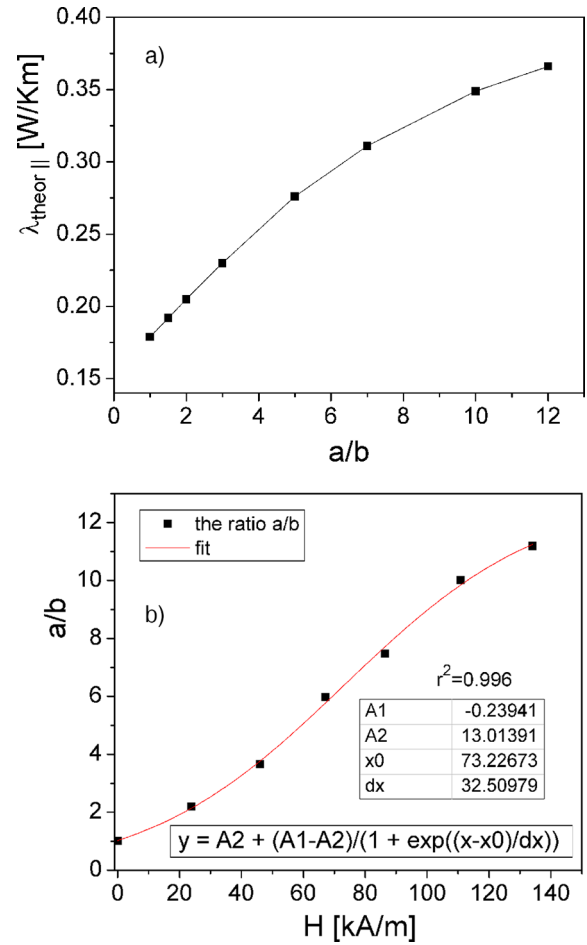 0.40
a)
0.35
0.30
0.25
0.20
0.15
λtheor || [W/Km]
0 2 4 6 8 10 12
a/b
12
10
8
6
4
2
0
a/b
the ratio a/b
fit
b)
r²=0.996
A1 -0.23941
A2 13.01391
x0 73.22673
dx 32.50979
y = A2 + (A1-A2)/(1 + exp((x-x0)/dx))
0 20 40 60 80 100 120 140
H [kA/m]